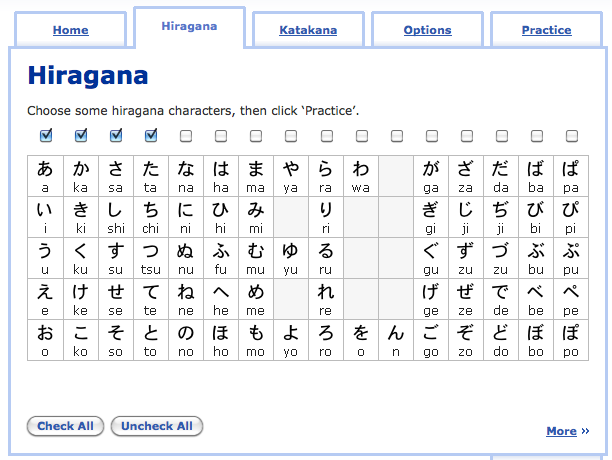 Home Hiragana Katakana Options Practice
Hiragana
Choose some hiragana characters, then click ‘Practice’.
あ か さ た な は ま や ら わ が ざ だ ば ぱ
a ka sa ta na ha ma ya ra wa ga za da ba pa
い き し ち に ひ み り ぎ じ ぢ び ぴ
i ki shi chi ni hi mi ri gi ji ji bi pi
う く す つ ぬ ふ む ゆ る ぐ ず づ ぶ ぷ
u ku su tsu nu fu mu yu ru gu zu zu bu pu
え け せ て ね へ め れ げ ぜ で べ ぺ
e ke se te ne he me re ge ze de be pe
お こ そ と の ほ も よ ろ を ん ご ぞ ど ぼ ぽ
o ko so to no ho mo yo ro o n go zo do bo po
Check All Uncheck All
More »